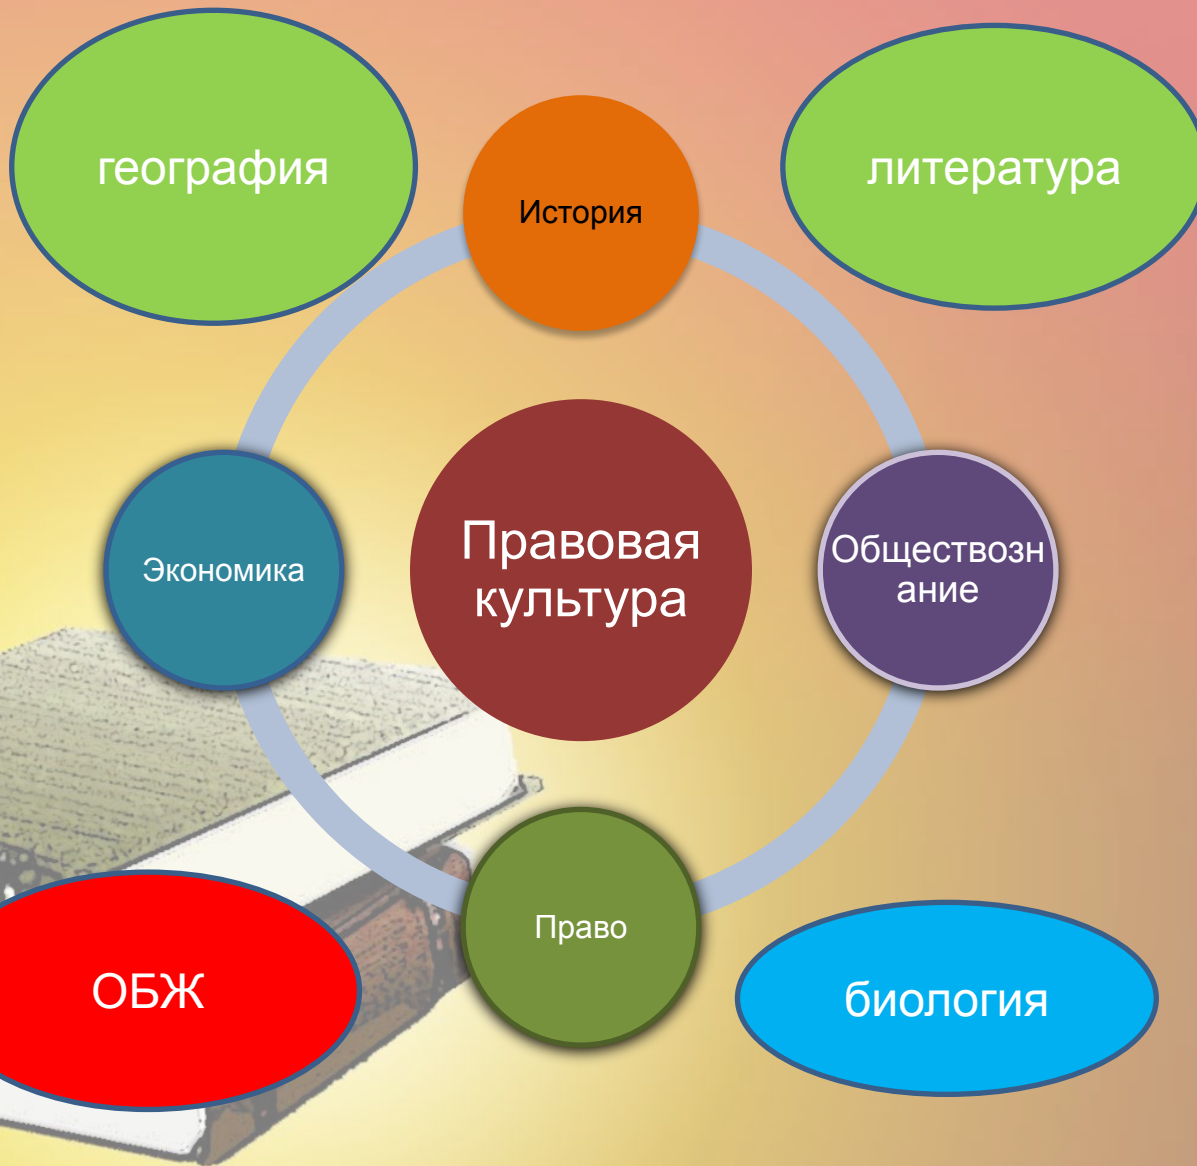 география
литература
История
Экономика
Правовая
культура
Обществозн
ание
Право
ОБЖ
биология